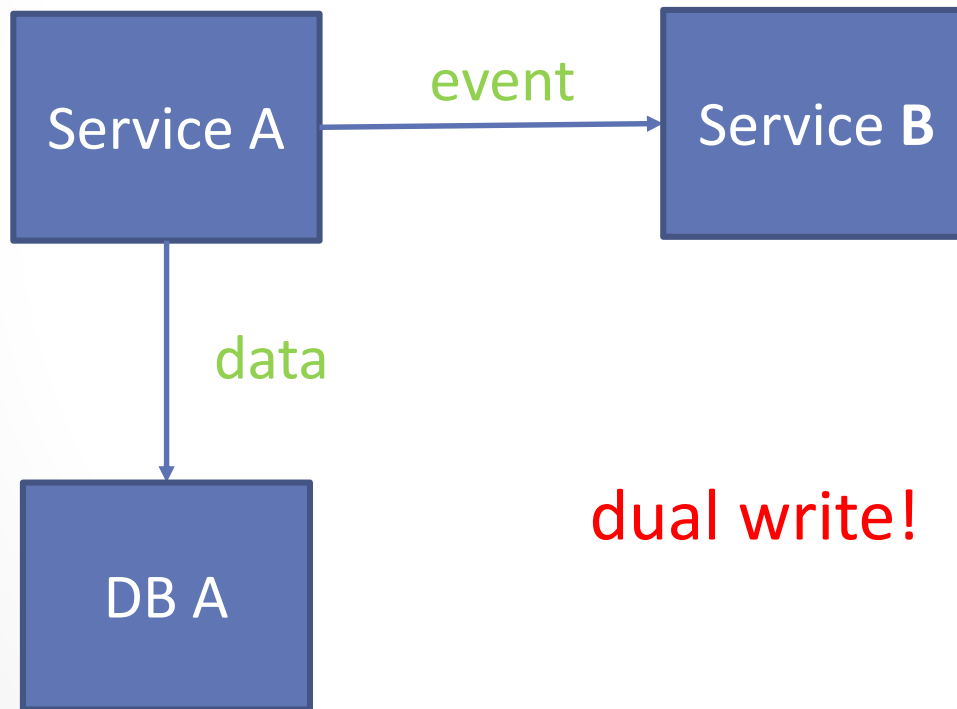 event
Service A
Service B
data
dual write!
DB A